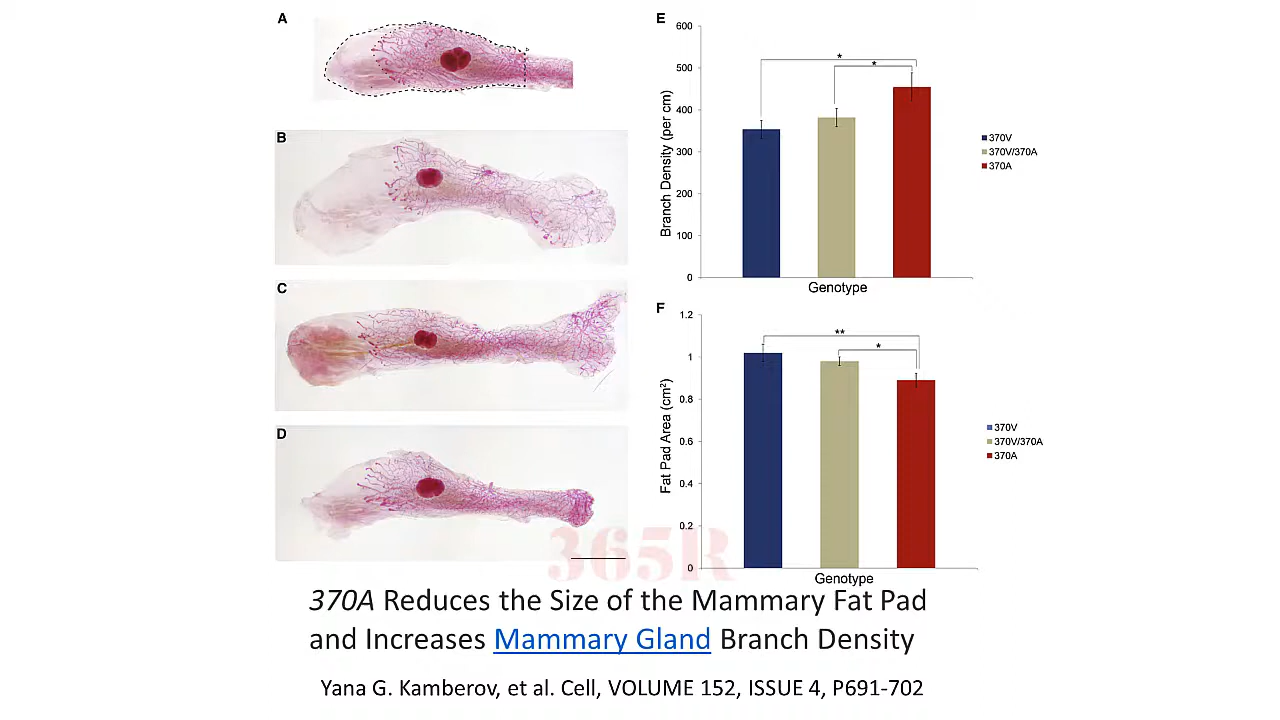 A
B
C
D
E
600
500
400
300
200
100
0
Branch Density (per cm)
Genotype
*
*
370V
370V/370A
370A
F
1.2
1
0.8
0.6
0.4
0.2
0
Fat Pad Area (cm²)
Genotype
**
*
370V
370V/370A
370A
365R
370A Reduces the Size of the Mammary Fat Pad
and Increases Mammary Gland Branch Density
Yana G. Kamberov, et al. Cell, VOLUME 152, ISSUE 4, P691-702